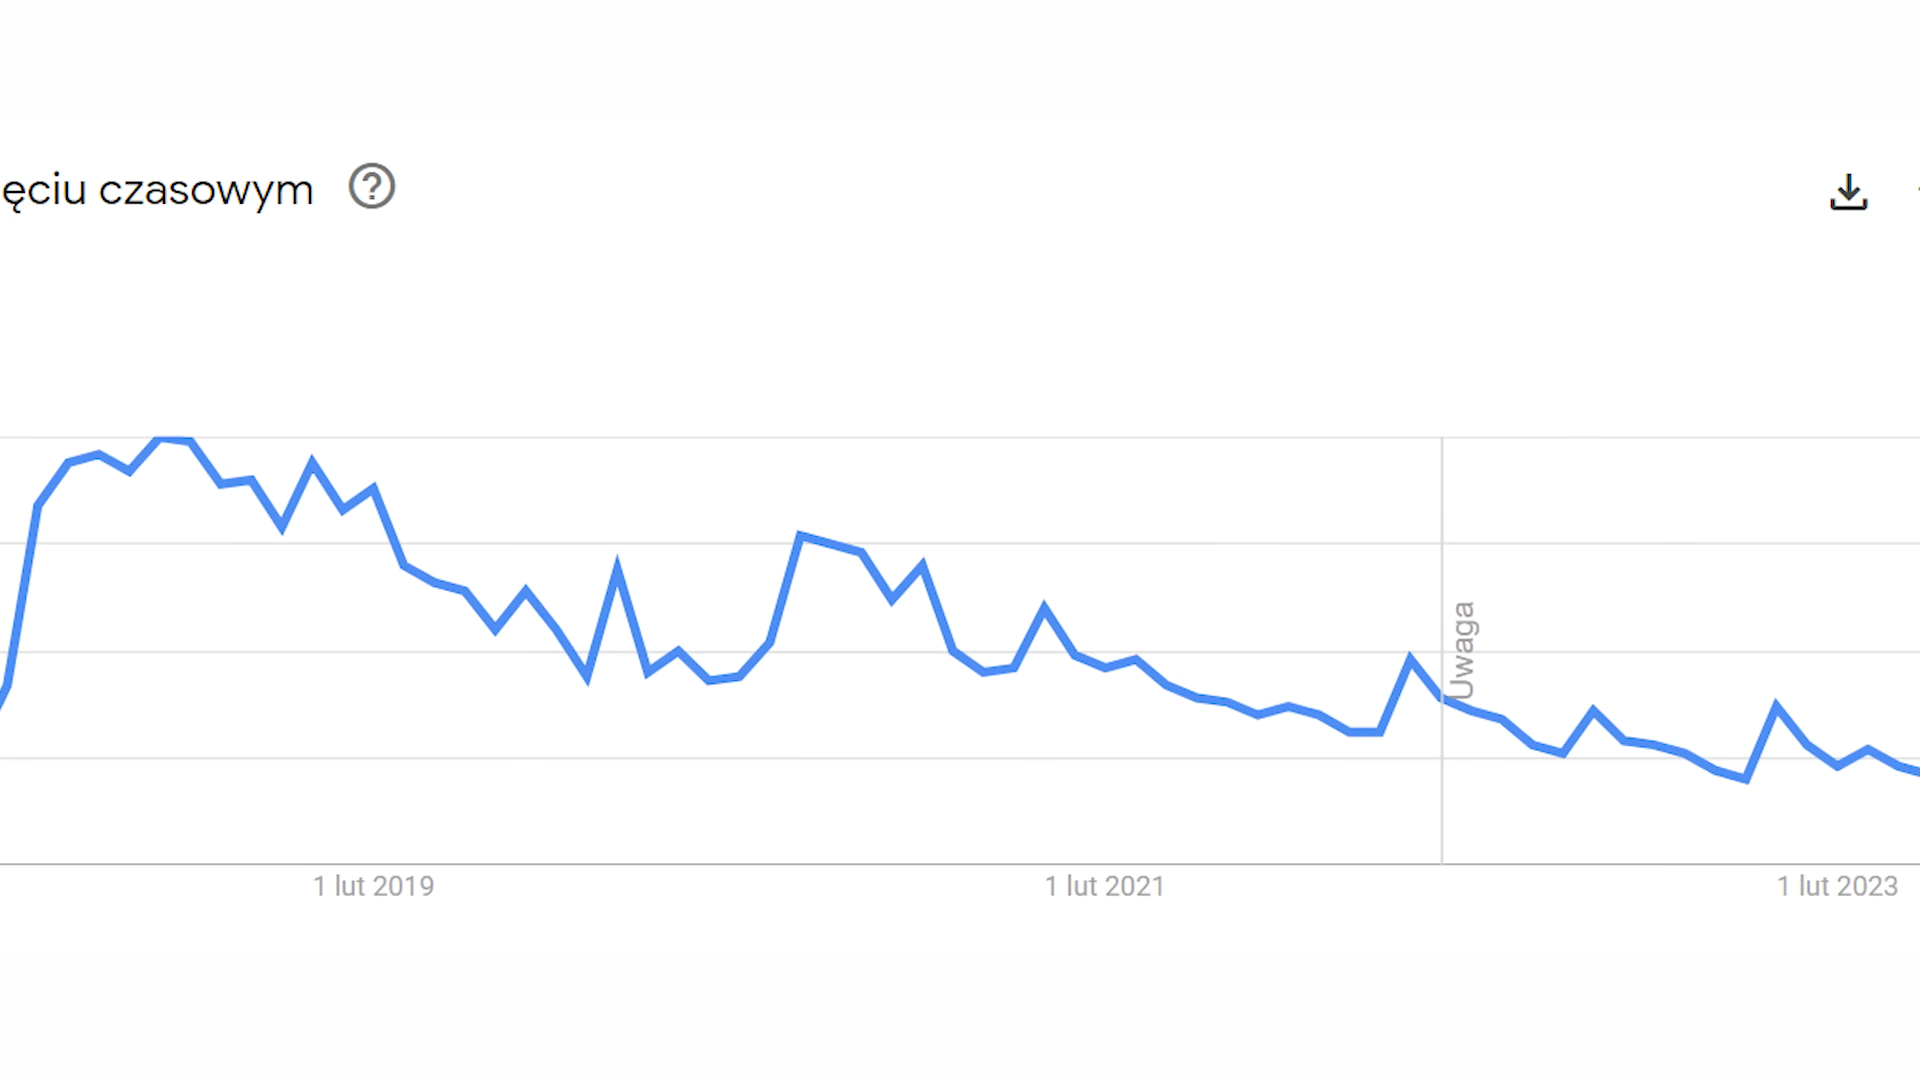 ęciu czasowym
Uwaga
1 lut 2019
1 lut 2021
1 lut 2023